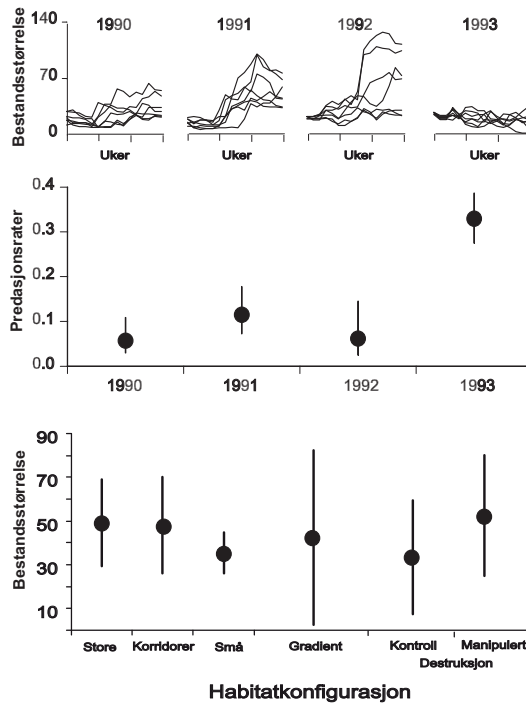 Bestandsstørrelse
140
70
0
1990 1991 1992 1993
Uker Uker Uker Uker
Predasjonsrater
0.4
0.3
0.2
0.1
0.0
1990 1991 1992 1993
Bestandsstørrelse
90
70
50
30
10
Store Korridorer Små Gradient Kontroll Manipulert
Destruksjon
Habitatkonfigurasjon